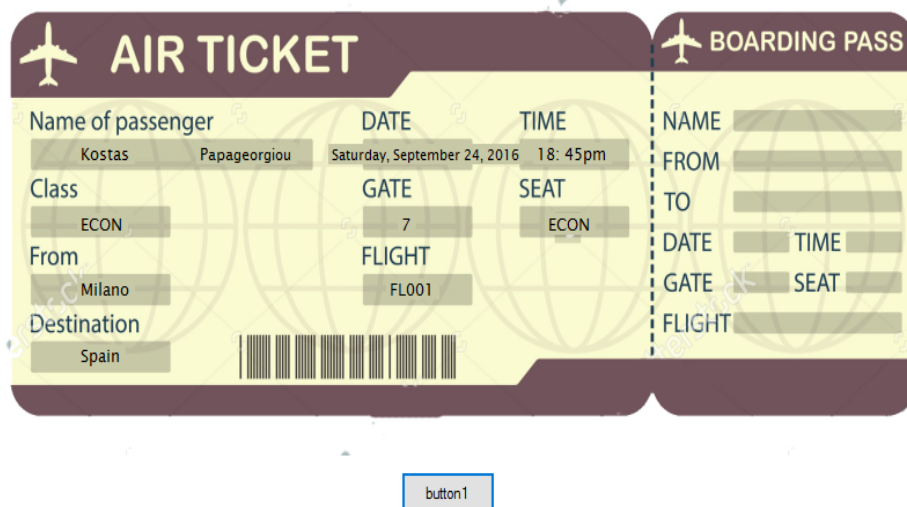 AIR TICKET
BOARDING PASS
Name of passenger DATE TIME
Kostas Papageorgiou Saturday, September 24, 2016 18: 45pm
Class GATE SEAT
ECON 7 ECON
From FLIGHT
Milano FL001
Destination
Spain
NAME
FROM
TO
DATE TIME
GATE SEAT
FLIGHT
button1